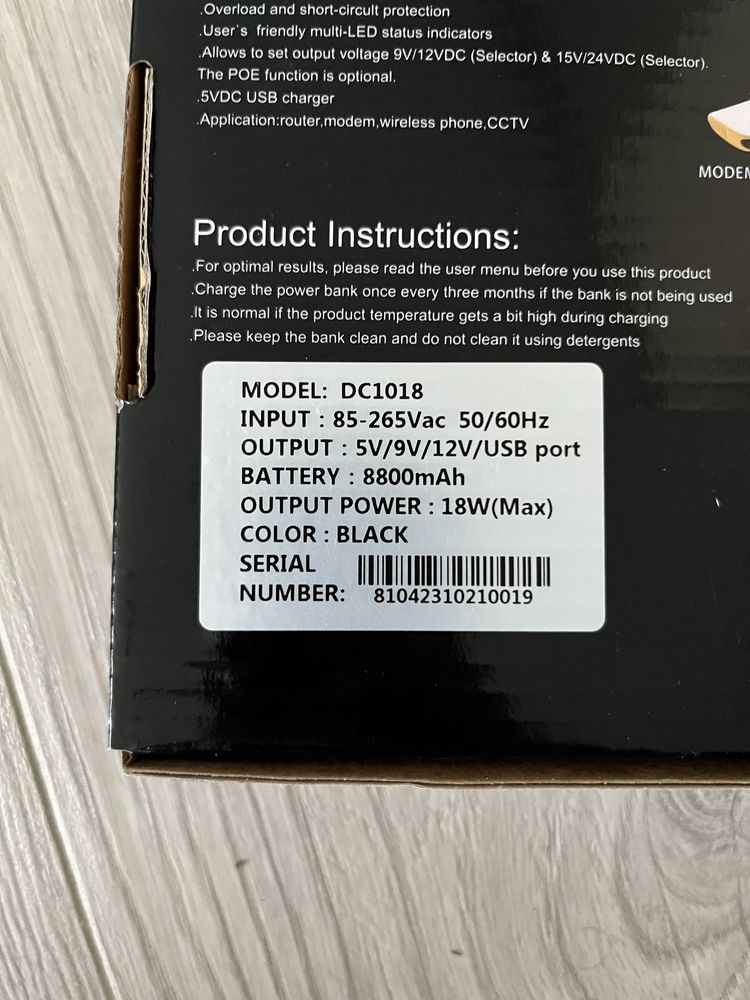 .Overload and short-circuit protection
.User's friendly multi-LED status indicators
.Allows to set output voltage 9V/12VDC (Selector) & 15V/24VDC (Selector).
The POE function is optional.
.5VDC USB charger
.Application:router,modem,wireless phone,CCTV
MODEM
Product Instructions:
.For optimal results, please read the user menu before you use this product
.Charge the power bank once every three months if the bank is not being used
.It is normal if the product temperature gets a bit high during charging
.Please keep the bank clean and do not clean it using detergents
MODEL: DC1018
INPUT : 85-265Vac 50/60Hz
OUTPUT : 5V/9V/12V/USB port
BATTERY : 8800mAh
OUTPUT POWER : 18W(Max)
COLOR : BLACK
SERIAL
NUMBER: 81042310210019